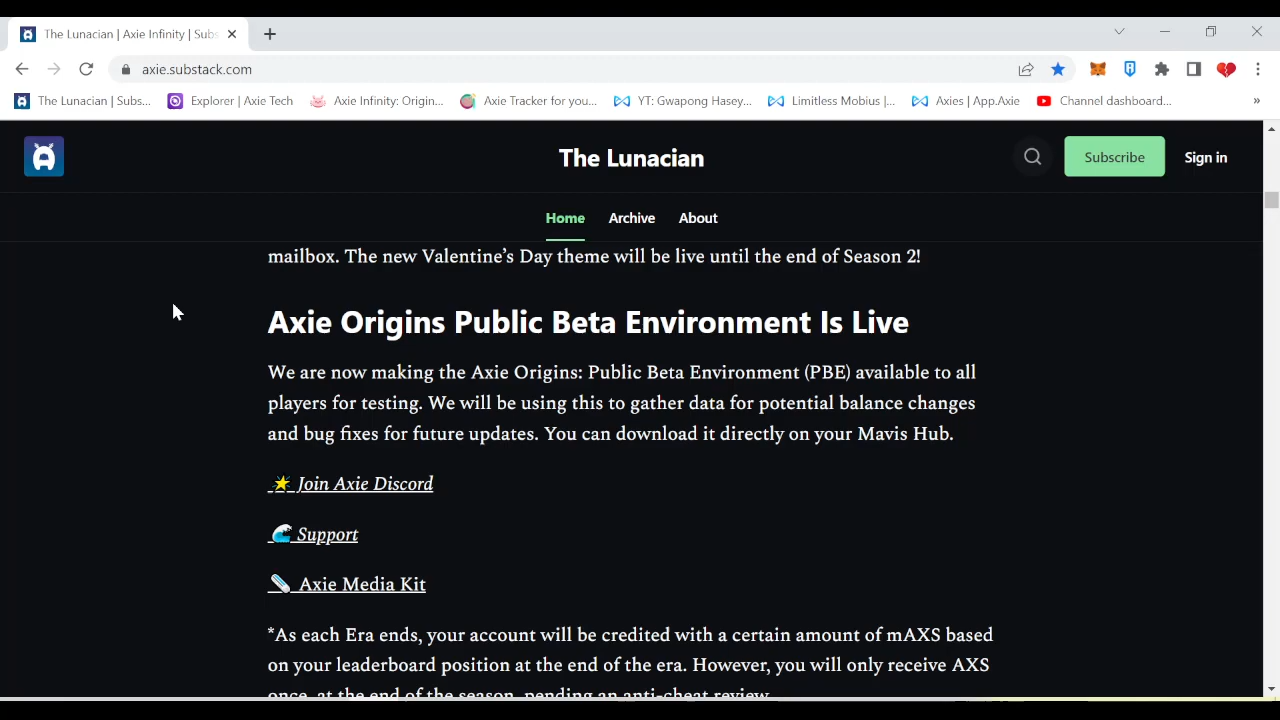 The Lunacian | Axie Infinity | Subs
axie.substack.com
The Lunacian | Subs...
Explorer | Axie Tech
Axie Infinity: Origin...
Axie Tracker for you...
YT: Gwapong Hasey...
Limitless Mobius |...
Axies | App.Axie
Channel dashboard...
»
The Lunacian
Subscribe
Sign in
Home
Archive
About
mailbox. The new Valentine’s Day theme will be live until the end of Season 2!
Axie Origins Public Beta Environment Is Live
We are now making the Axie Origins: Public Beta Environment (PBE) available to all
players for testing. We will be using this to gather data for potential balance changes
and bug fixes for future updates. You can download it directly on your Mavis Hub.
Join Axie Discord
Support
Axie Media Kit
*As each Era ends, your account will be credited with a certain amount of mAXS based
on your leaderboard position at the end of the era. However, you will only receive AXS
once, at the end of the season, pending an anti-cheat review.